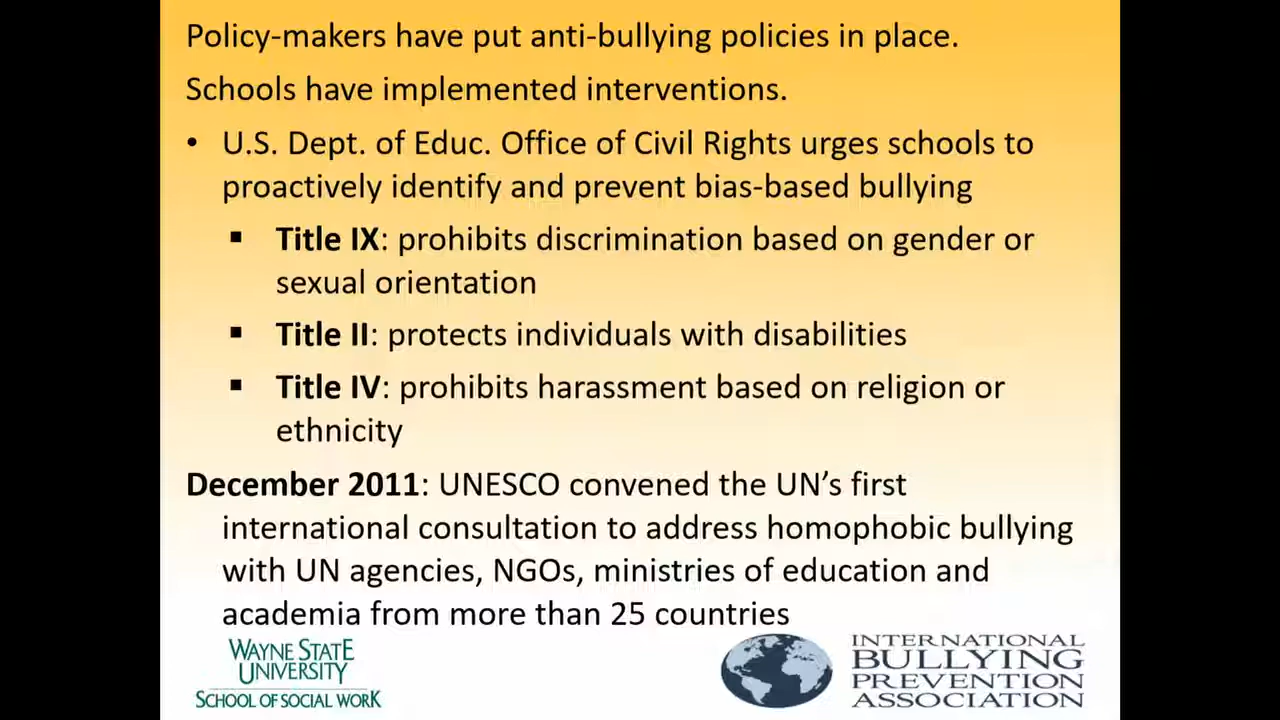 Policy-makers have put anti-bullying policies in place.
Schools have implemented interventions.
• U.S. Dept. of Educ. Office of Civil Rights urges schools to
proactively identify and prevent bias-based bullying
▪ Title IX: prohibits discrimination based on gender or
sexual orientation
▪ Title II: protects individuals with disabilities
▪ Title IV: prohibits harassment based on religion or
ethnicity
December 2011: UNESCO convened the UN’s first
international consultation to address homophobic bullying
with UN agencies, NGOs, ministries of education and
academia from more than 25 countries
WAYNE STATE
UNIVERSITY
SCHOOL OF SOCIAL WORK
INTERNATIONAL
BULLYING
PREVENTION
ASSOCIATION